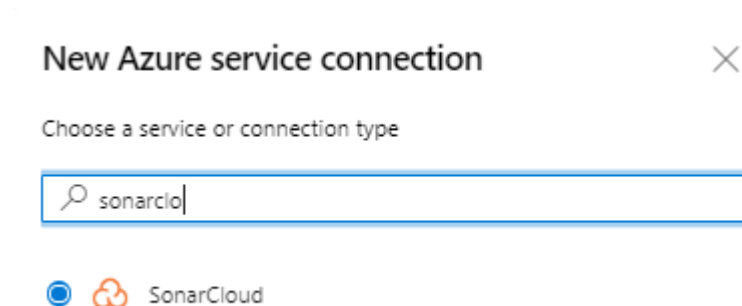 New Azure service connection
Choose a service or connection type
sonarclo
SonarCloud